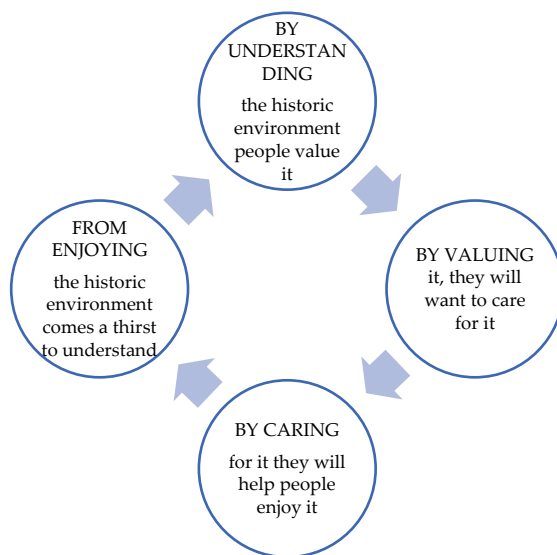 BY
UNDERSTAN
DING
the historic
environment
people value
it
BY VALUING
it, they will
want to care
for it
BY CARING
for it they will
help people
enjoy it
FROM
ENJOYING
the historic
environment
comes a thirst
to understand